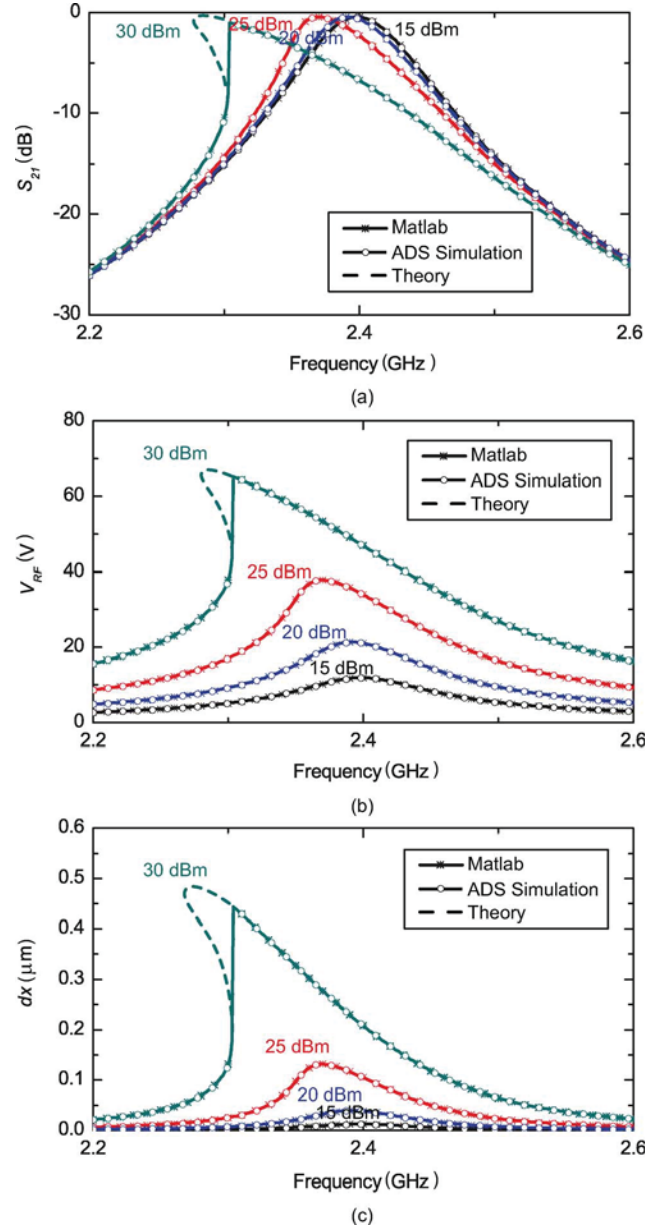 0
-10
-20
-30
S21 (dB)
30 dBm
25 dBm
20 dBm
15 dBm
Matlab
ADS Simulation
Theory
2.2
2.4
2.6
Frequency (GHz)
(a)
80
60
40
20
0
VRF (V)
30 dBm
25 dBm
20 dBm
15 dBm
Matlab
ADS Simulation
Theory
2.2
2.4
2.6
Frequency (GHz)
(b)
0.6
0.5
0.4
0.3
0.2
0.1
0.0
dx (μm)
30 dBm
25 dBm
20 dBm
15 dBm
Matlab
ADS Simulation
Theory
2.2
2.4
2.6
Frequency (GHz)
(c)